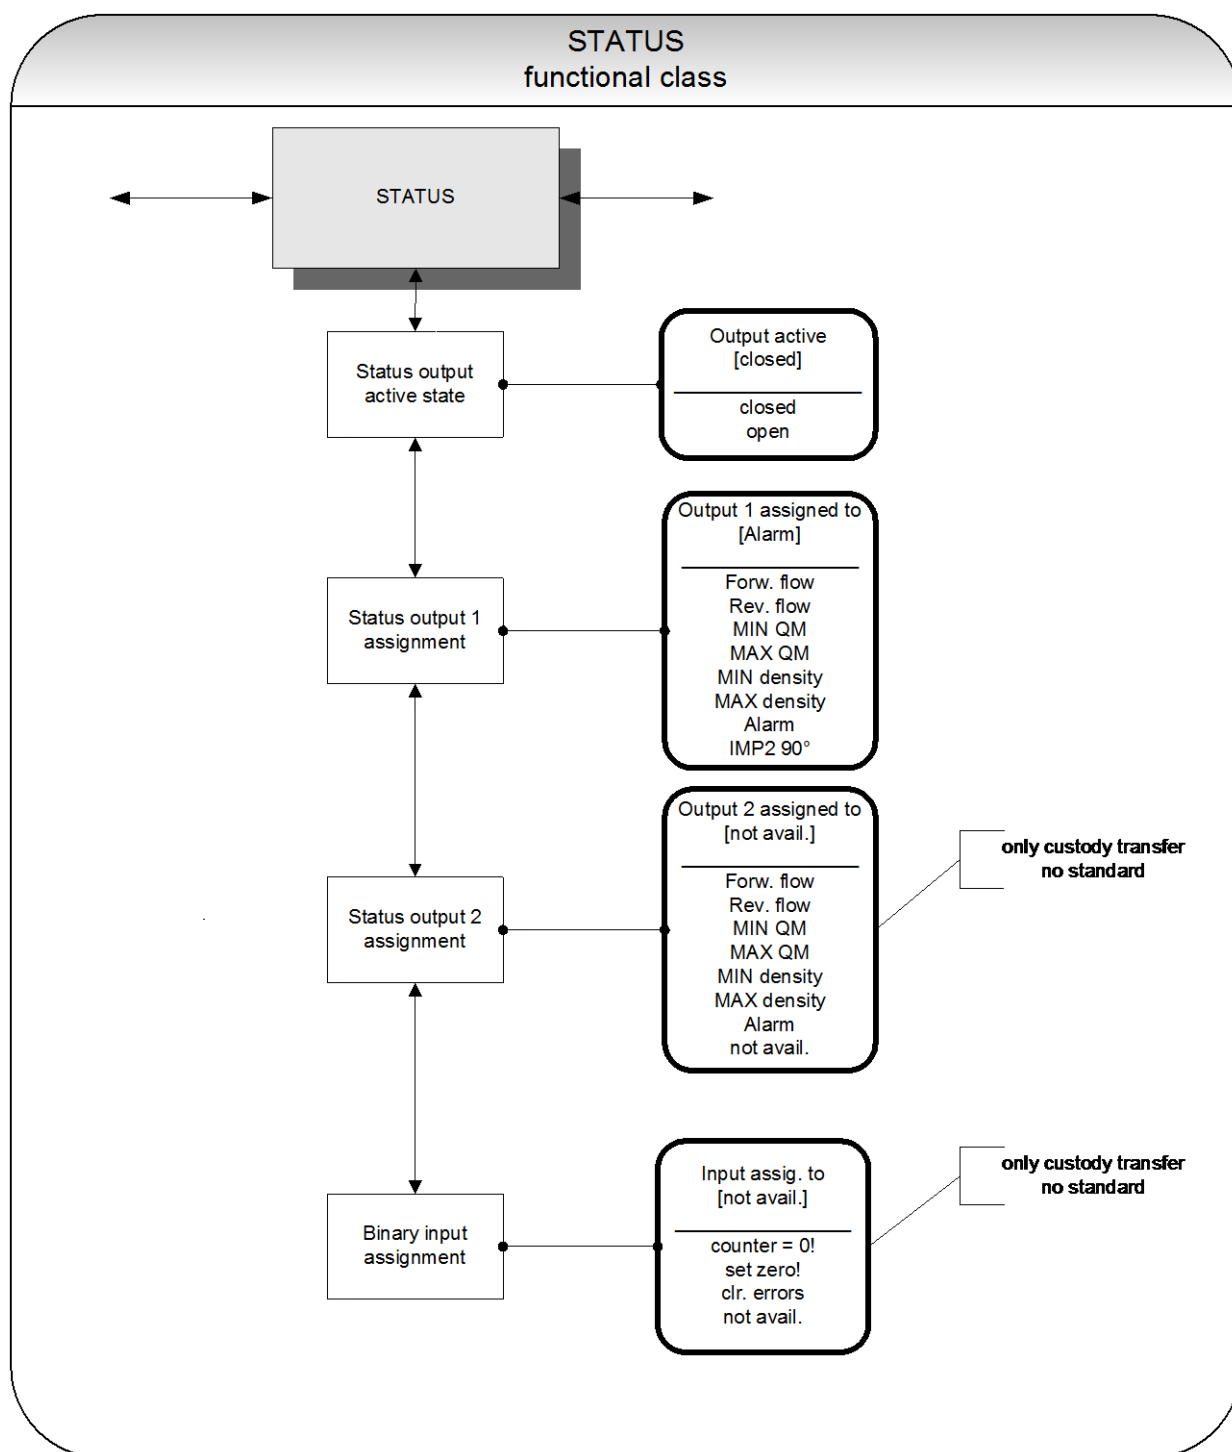 STATUS
functional class
STATUS
Status output
active state
Output active
[closed]
closed
open
Status output 1
assignment
Output 1 assigned to
[Alarm]
Forw. flow
Rev. flow
MIN QM
MAX QM
MIN density
MAX density
Alarm
IMP2 90°
Status output 2
assignment
Output 2 assigned to
[not avail.]
Forw. flow
Rev. flow
MIN QM
MAX QM
MIN density
MAX density
Alarm
not avail.
only custody transfer
no standard
Binary input
assignment
Input assig. to
[not avail.]
counter = 0!
set zero!
clr. errors
not avail.
only custody transfer
no standard